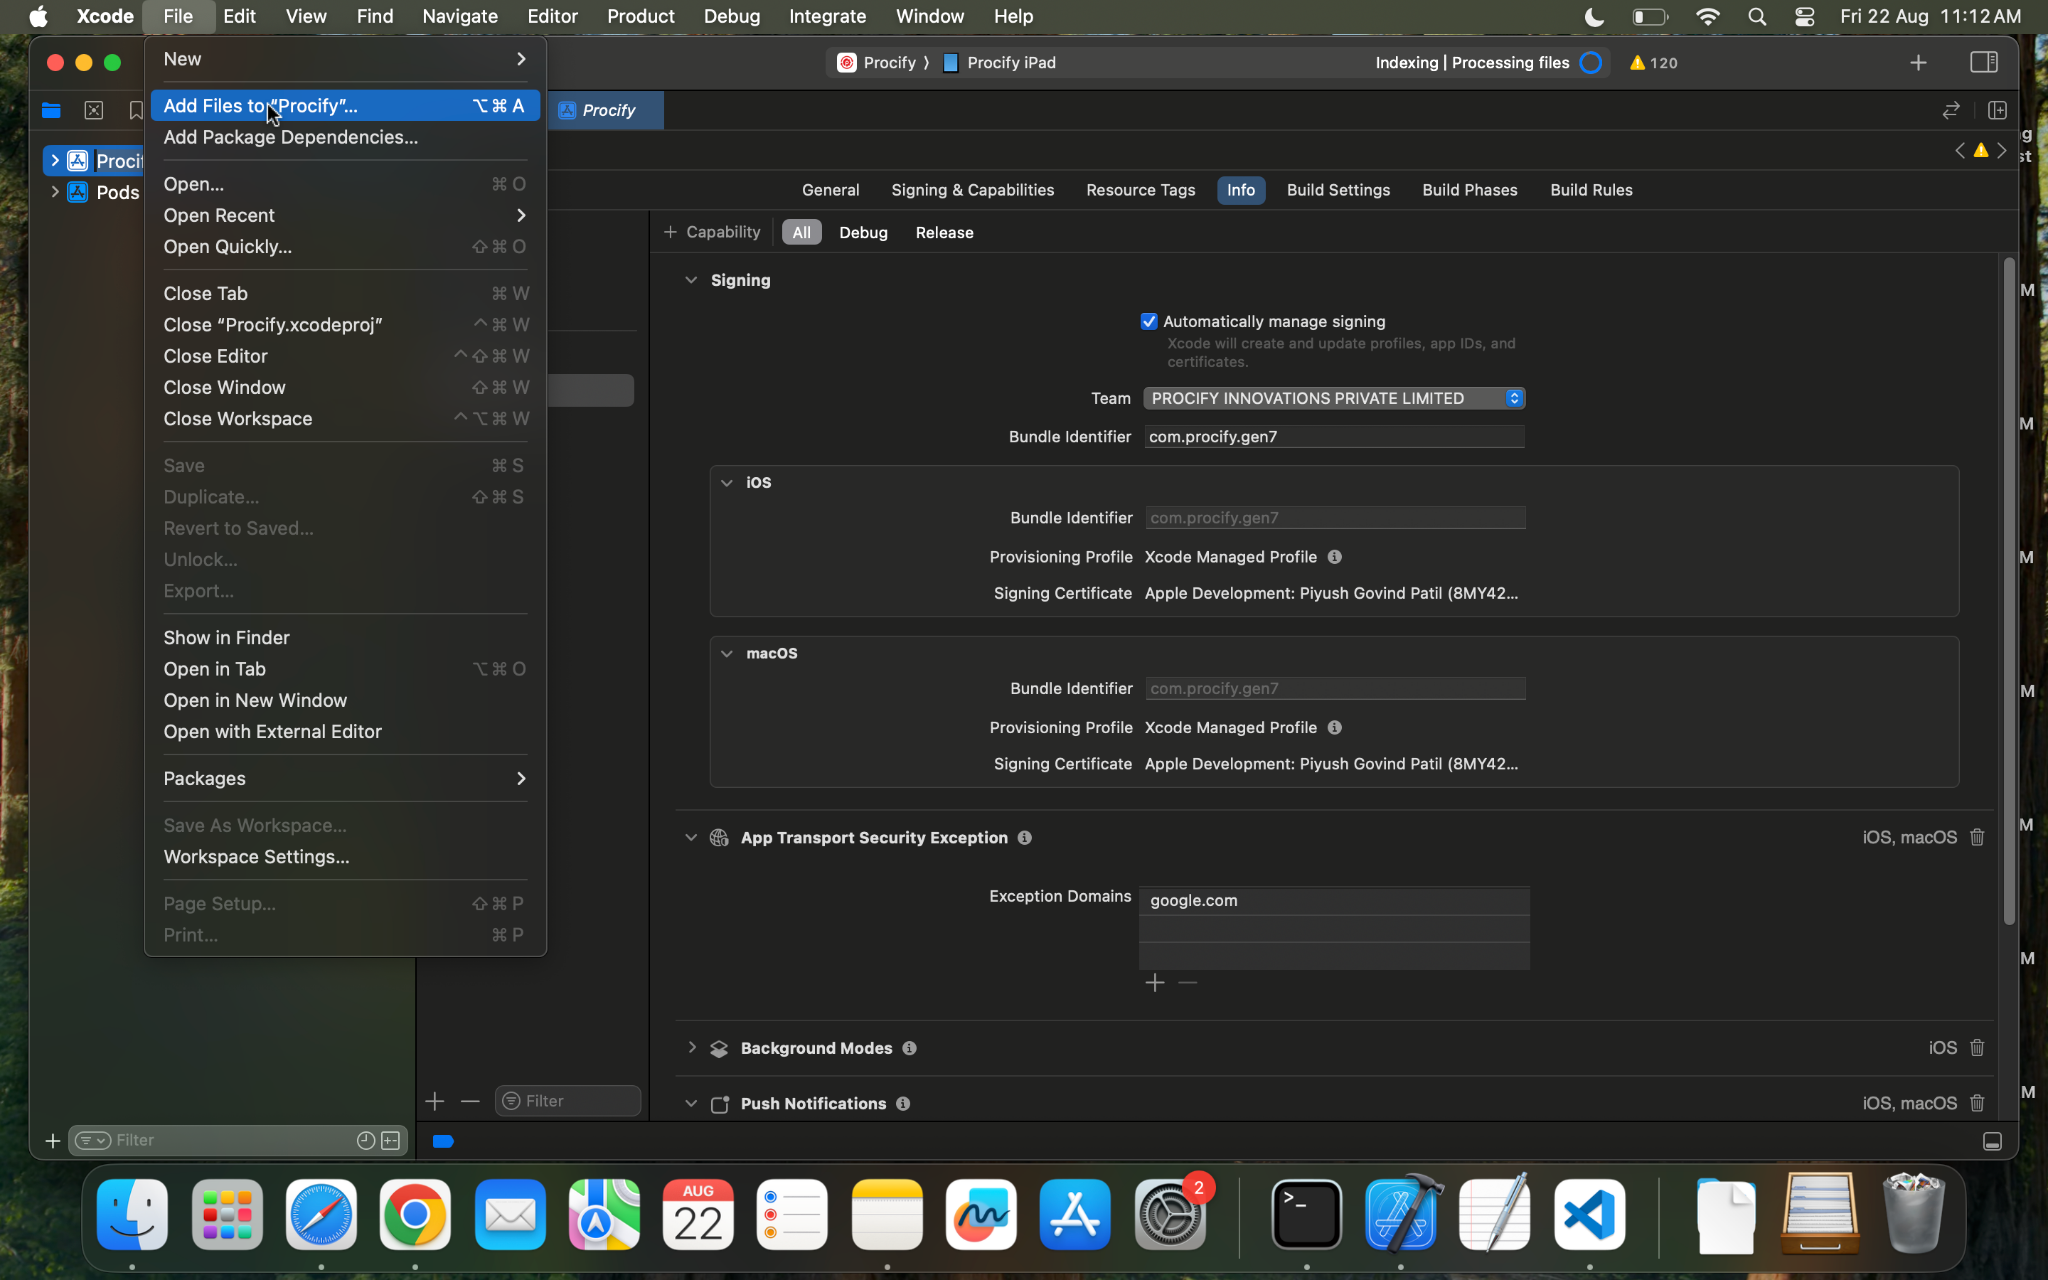 Xcode File Edit View Find Navigate Editor Product Debug Integrate Window Help Fri 22 Aug 11:12 AM
Procify Procify iPad Indexing | Processing files 120
Procify
Pods
New
Add Files to “Procify”... ⌥⌘A
Add Package Dependencies...
Open... ⌘O
Open Recent
Open Quickly... ⇧⌘O
Close Tab ⌘W
Close “Procify.xcodeproj” ^⌘W
Close Editor ^⇧⌘W
Close Window ⇧⌘W
Close Workspace ^⌥⌘W
Save ⌘S
Duplicate... ⇧⌘S
Revert to Saved...
Unlock...
Export...
Show in Finder
Open in Tab ⌥⌘O
Open in New Window
Open with External Editor
Packages
Save As Workspace...
Workspace Settings...
Page Setup... ⇧⌘P
Print... ⌘P
General Signing & Capabilities Resource Tags Info Build Settings Build Phases Build Rules
+ Capability All Debug Release
Signing
Automatically manage signing
Xcode will create and update profiles, app IDs, and
certificates.
Team PROCIFY INNOVATIONS PRIVATE LIMITED
Bundle Identifier com.procify.gen7
iOS
Bundle Identifier com.procify.gen7
Provisioning Profile Xcode Managed Profile
Signing Certificate Apple Development: Piyush Govind Patil (8MY42...
macOS
Bundle Identifier com.procify.gen7
Provisioning Profile Xcode Managed Profile
Signing Certificate Apple Development: Piyush Govind Patil (8MY42...
App Transport Security Exception iOS, macOS
Exception Domains google.com
Background Modes iOS
Push Notifications iOS, macOS
Filter
Filter
AUG
22
2